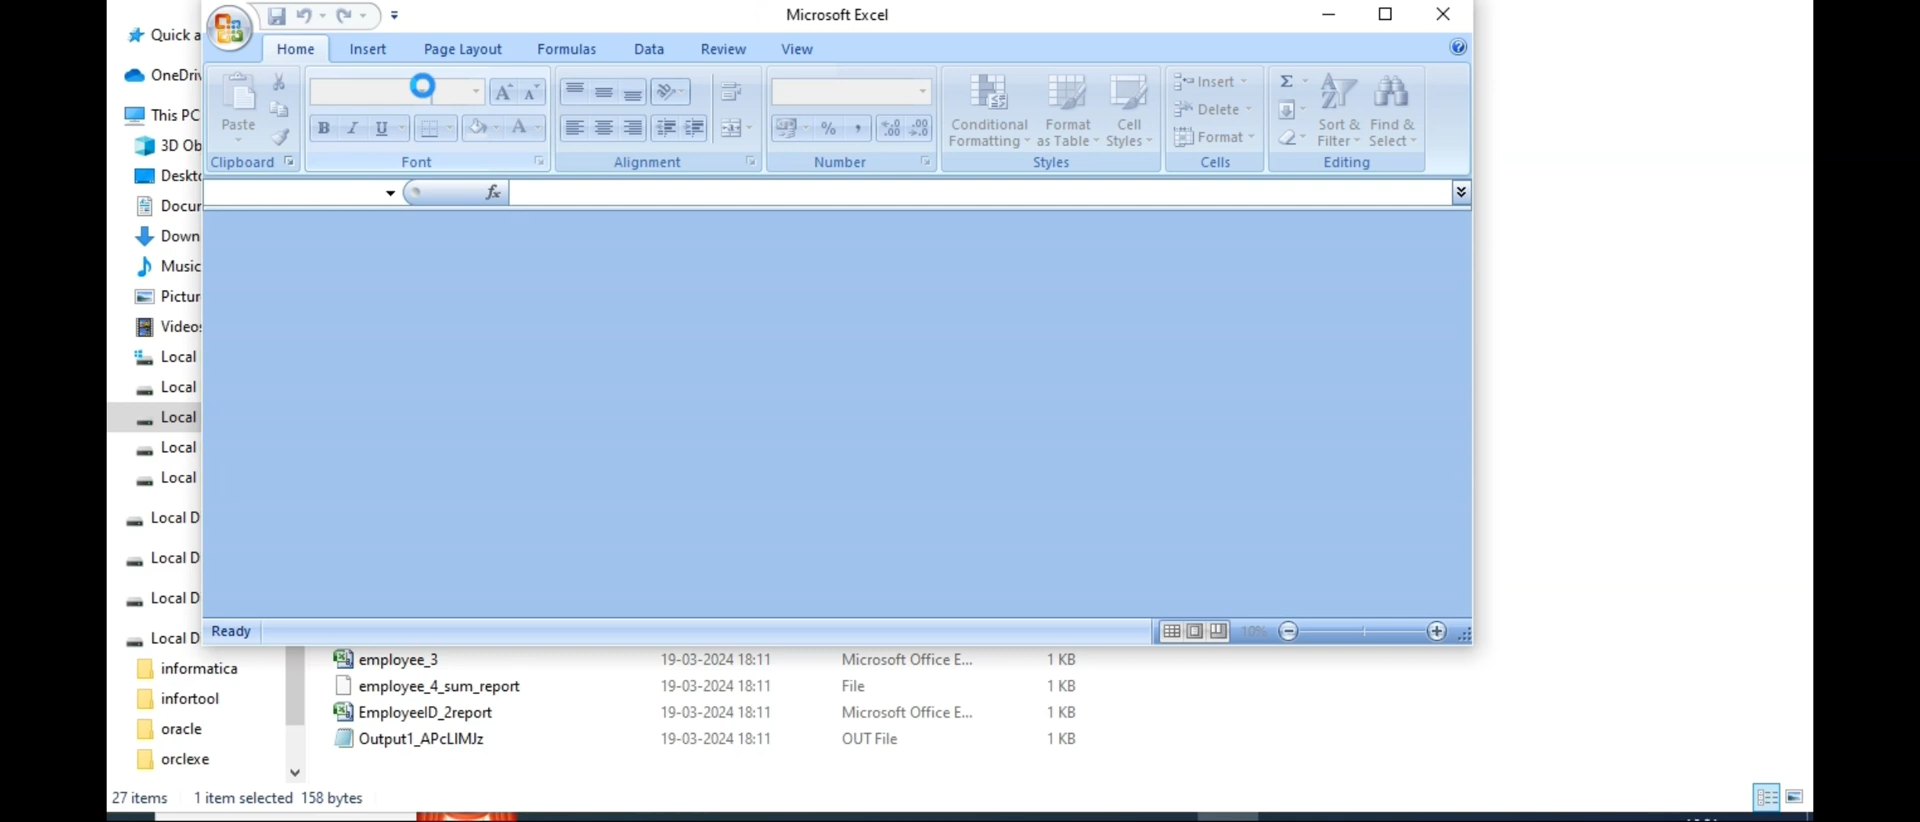 Microsoft Excel
Home Insert Page Layout Formulas Data Review View
Paste
Clipboard
B I U A
Font
Alignment
% ,
Number
Conditional Formatting
Format as Table
Cell Styles
Styles
Insert
Delete
Format
Cells
Σ
Sort & Filter
Find & Select
Editing
fx
Ready
10%
Quick a
OneDriv
This PC
3D Ob
Deskto
Docur
Down
Music
Pictur
Videos
Local
Local
Local
Local
Local
Local D
Local D
Local D
Local D
informatica
infortool
oracle
orclexe
employee_3 19-03-2024 18:11 Microsoft Office E... 1 KB
employee_4_sum_report 19-03-2024 18:11 File 1 KB
EmployeeID_2report 19-03-2024 18:11 Microsoft Office E... 1 KB
Output1_APcLIMJz 19-03-2024 18:11 OUT File 1 KB
27 items 1 item selected 158 bytes